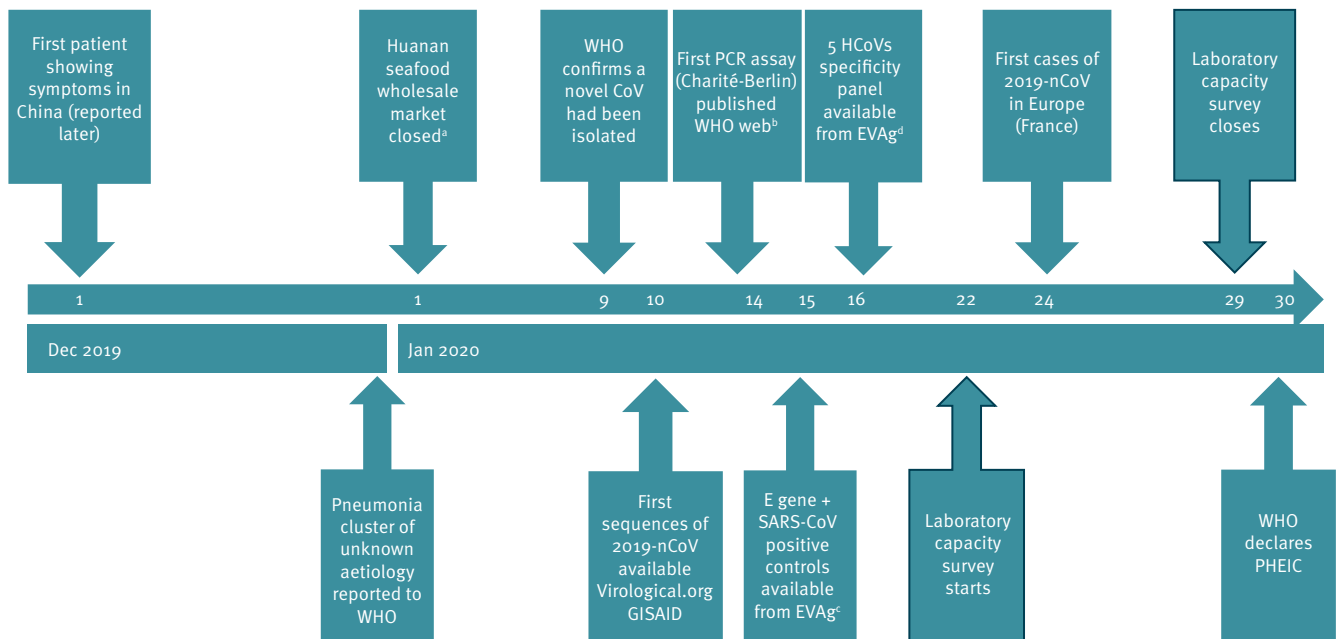 First patient
showing
symptoms in
China (reported
later)
Huanan
seafood
wholesale
market
closedᵃ
WHO
confirms a
novel CoV
had been
isolated
First PCR assay
(Charité-Berlin)
published
WHO webᵇ
5 HCoVs
specificity
panel
available
from EVAgᵈ
First cases of
2019-nCoV
in Europe
(France)
Laboratory
capacity
survey
closes
1 1 9 10 14 15 16 22 24 29 30
Dec 2019 Jan 2020
Pneumonia
cluster of
unknown
aetiology
reported to
WHO
First
sequences of
2019-nCoV
available
Virological.org
GISAID
E gene +
SARS-CoV
positive
controls
available
from EVAgᶜ
Laboratory
capacity
survey
starts
WHO
declares
PHEIC